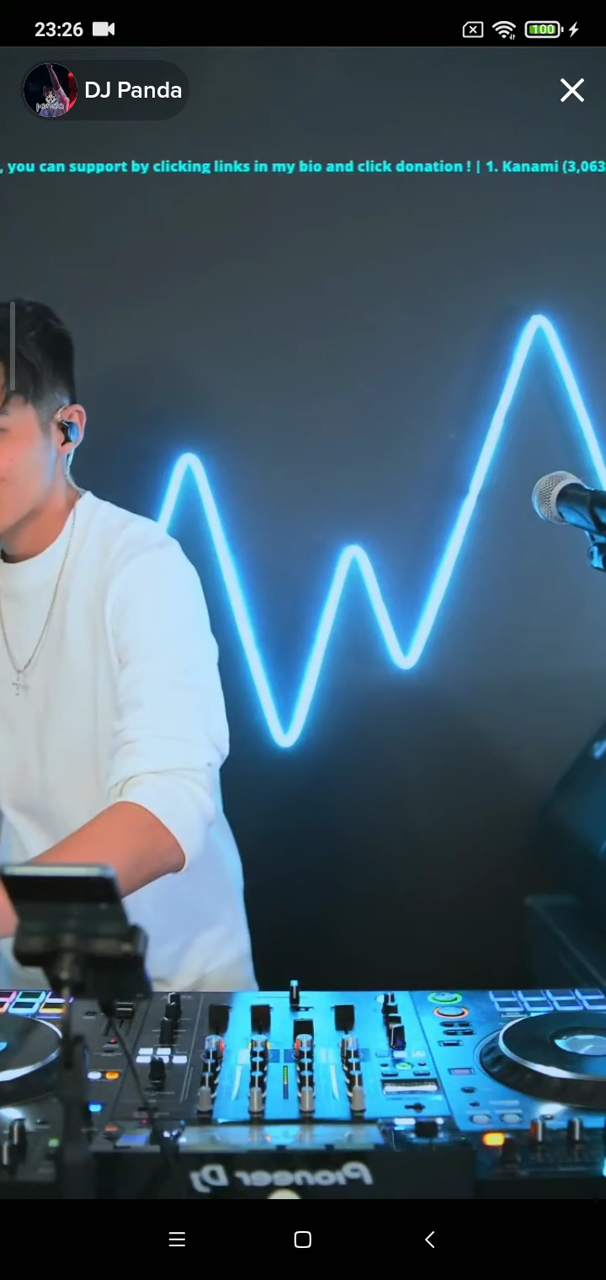 23:26
100
DJ Panda
, you can support by clicking links in my bio and click donation ! | 1. Kanami (3,063
Pioneer Dj